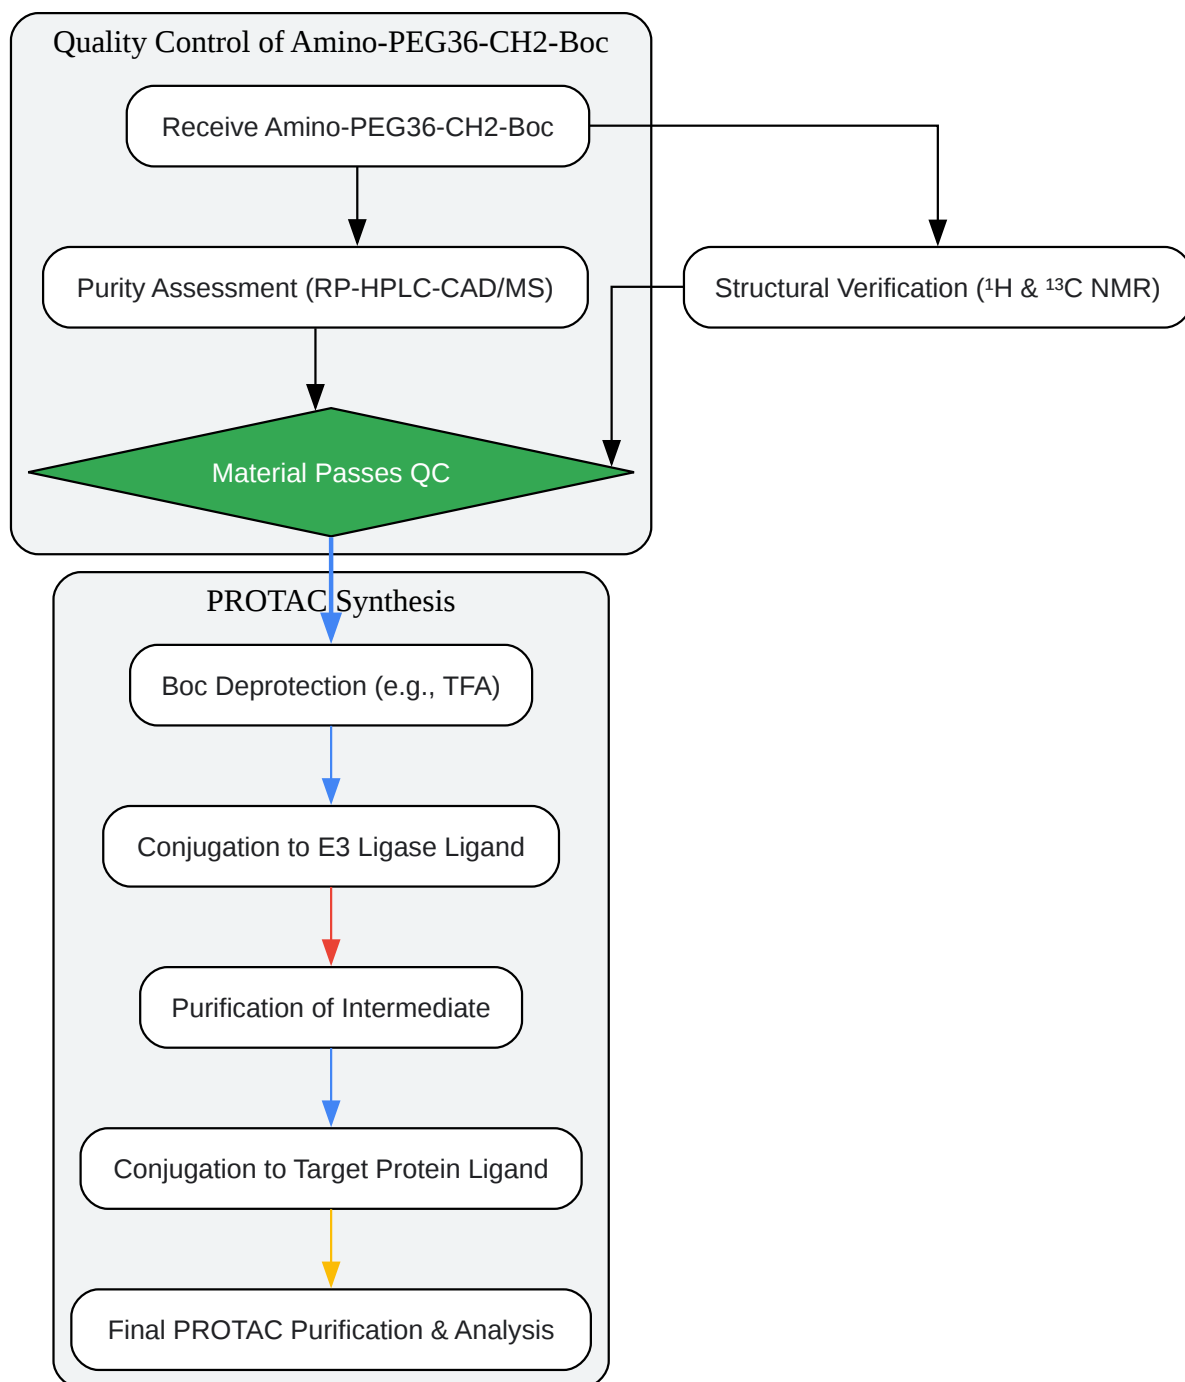 Quality Control of Amino-PEG36-CH2-Boc
Receive Amino-PEG36-CH2-Boc
Purity Assessment (RP-HPLC-CAD/MS)
Structural Verification (¹H & ¹³C NMR)
Material Passes QC
PROTAC Synthesis
Boc Deprotection (e.g., TFA)
Conjugation to E3 Ligase Ligand
Purification of Intermediate
Conjugation to Target Protein Ligand
Final PROTAC Purification & Analysis